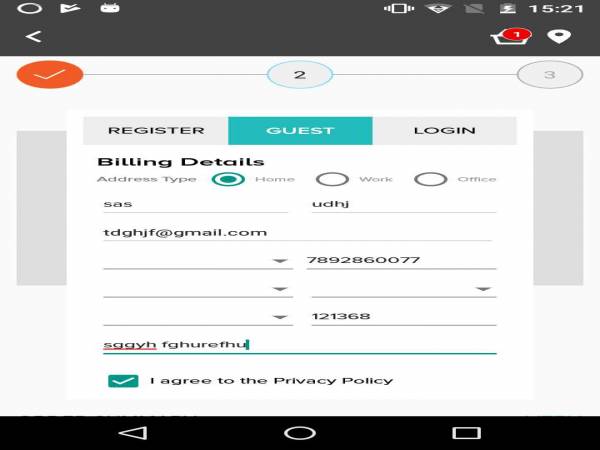 15:21
1
2
3
REGISTER GUEST LOGIN
Billing Details
Address Type Home Work Office
sas udhj
tdghjf@gmail.com
7892860077
121368
sggyh fghurefhu
I agree to the Privacy Policy